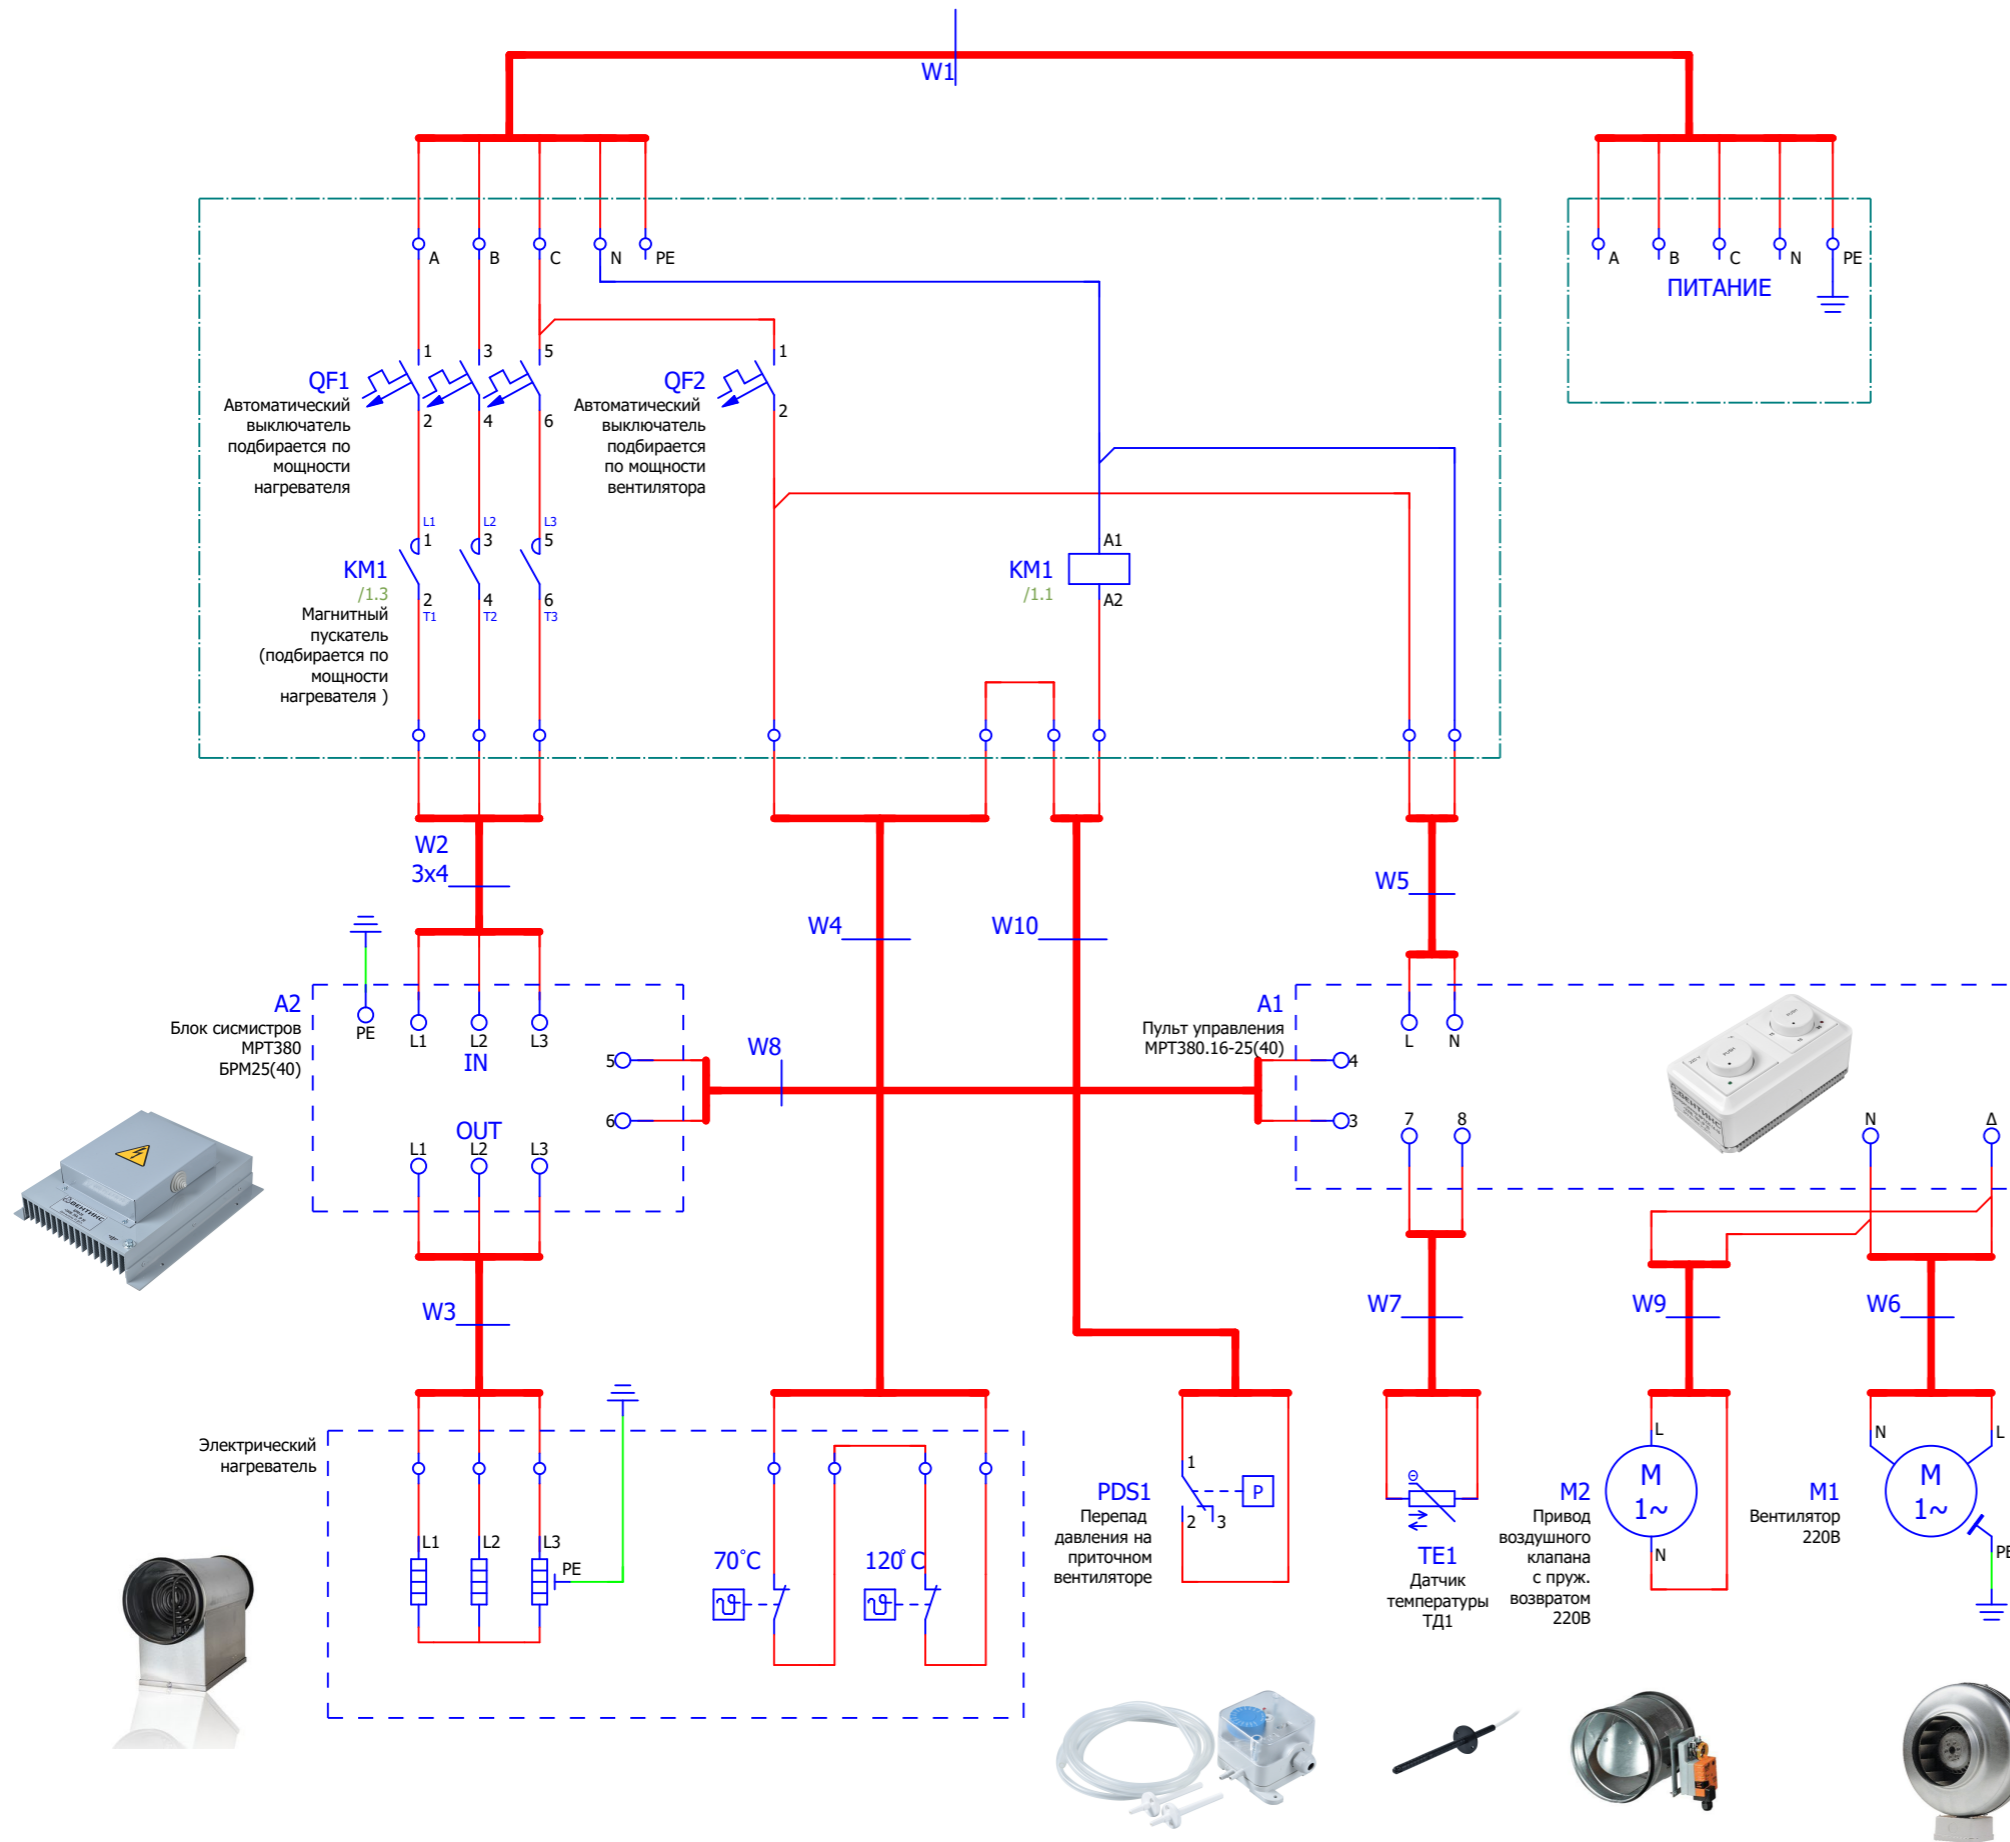 W1
A
B
C
N
PE
A
B
C
N
PE
ПИТАНИЕ
1
3
5
QF1
Автоматический
выключатель
подбирается по
мощности
нагревателя
2
4
6
1
QF2
Автоматический
выключатель
подбирается
по мощности
вентилятора
2
L1
L2
L3
1
3
5
KM1
/1.3
Магнитный
пускатель
(подбирается по
мощности
нагревателя )
2
4
6
T1
T2
T3
A1
KM1
/1.1
A2
W2
3x4
W4
W10
W5
A2
Блок сисмистров
МРТ380
БРМ25(40)
PE
L1
L2
L3
IN
5
6
OUT
L1
L2
L3
W8
A1
Пульт управления
МРТ380.16-25(40)
L
N
4
3
7
8
N
Δ
ВЕНТИНС
W3
W7
W9
W6
Электрический
нагреватель
L1
L2
L3
PE
70°C
120°C
PDS1
Перепад
давления на
приточном
вентиляторе
1
2
3
P
TE1
Датчик
температуры
ТД1
L
M
1~
N
M2
Привод
воздушного
клапана
с пруж.
возвратом
220В
N
L
M
1~
PE
M1
Вентилятор
220В